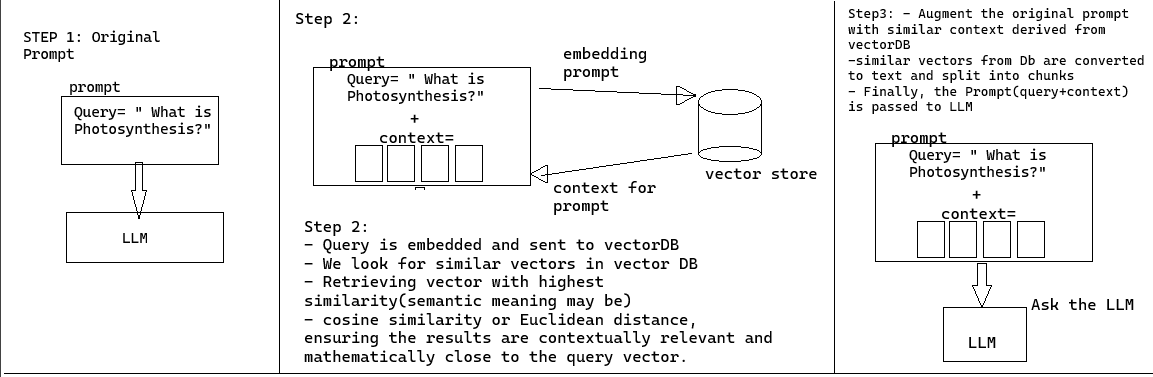 STEP 1: Original
Prompt
prompt
Query= " What is
Photosynthesis?"
LLM
Step 2:
prompt
Query= " What is
Photosynthesis?"
+
context=
embedding
prompt
vector store
context for
prompt
Step 2:
– Query is embedded and sent to vectorDB
– We look for similar vectors in vector DB
– Retrieving vector with highest
similarity(semantic meaning may be)
– cosine similarity or Euclidean distance,
ensuring the results are contextually relevant and
mathematically close to the query vector.
Step3: – Augment the original prompt
with similar context derived from
vectorDB
–similar vectors from Db are converted
to text and split into chunks
– Finally, the Prompt(query+context)
is passed to LLM
prompt
Query= " What is
Photosynthesis?"
+
context=
Ask the LLM
LLM